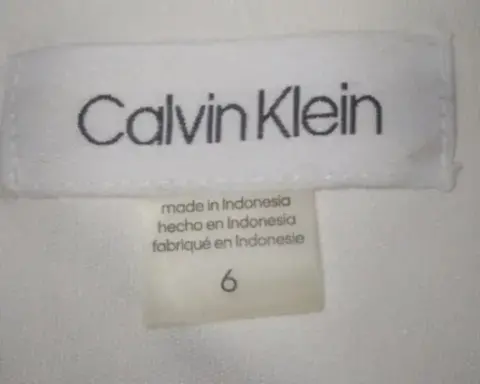 Calvin Klein
made in Indonesia
hecho en Indonesia
fabriqué en Indonesie
6